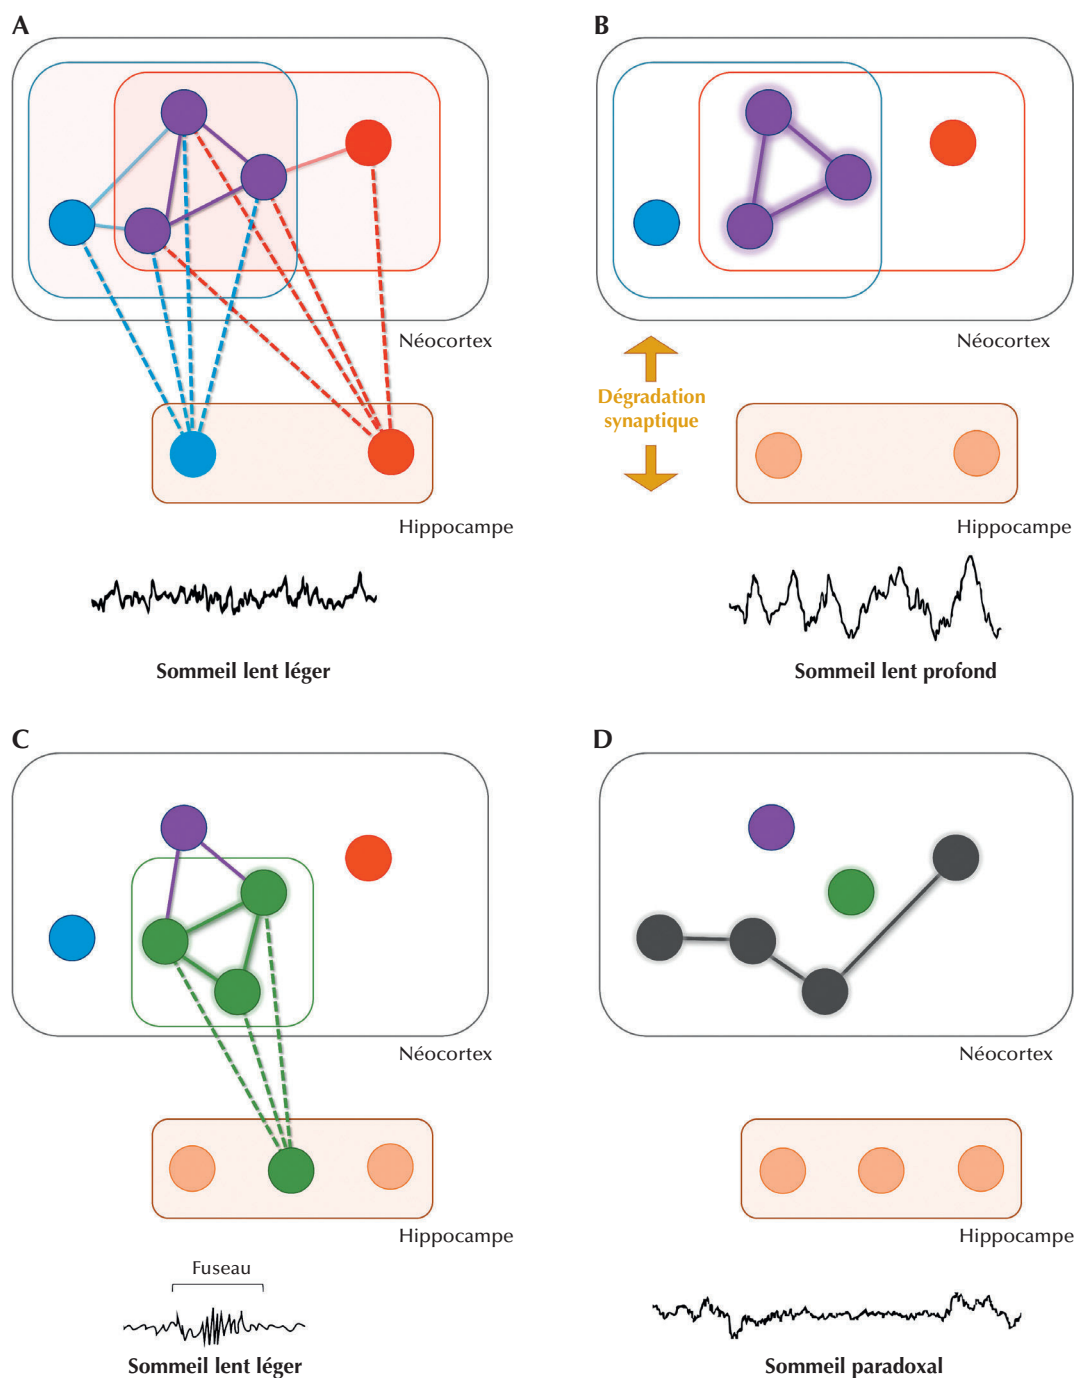 A
B
Néocortex
Néocortex
Dégradation
synaptique
Hippocampe
Hippocampe
Sommeil lent léger
Sommeil lent profond
C
D
Néocortex
Néocortex
Hippocampe
Hippocampe
Fuseau
Sommeil lent léger
Sommeil paradoxal